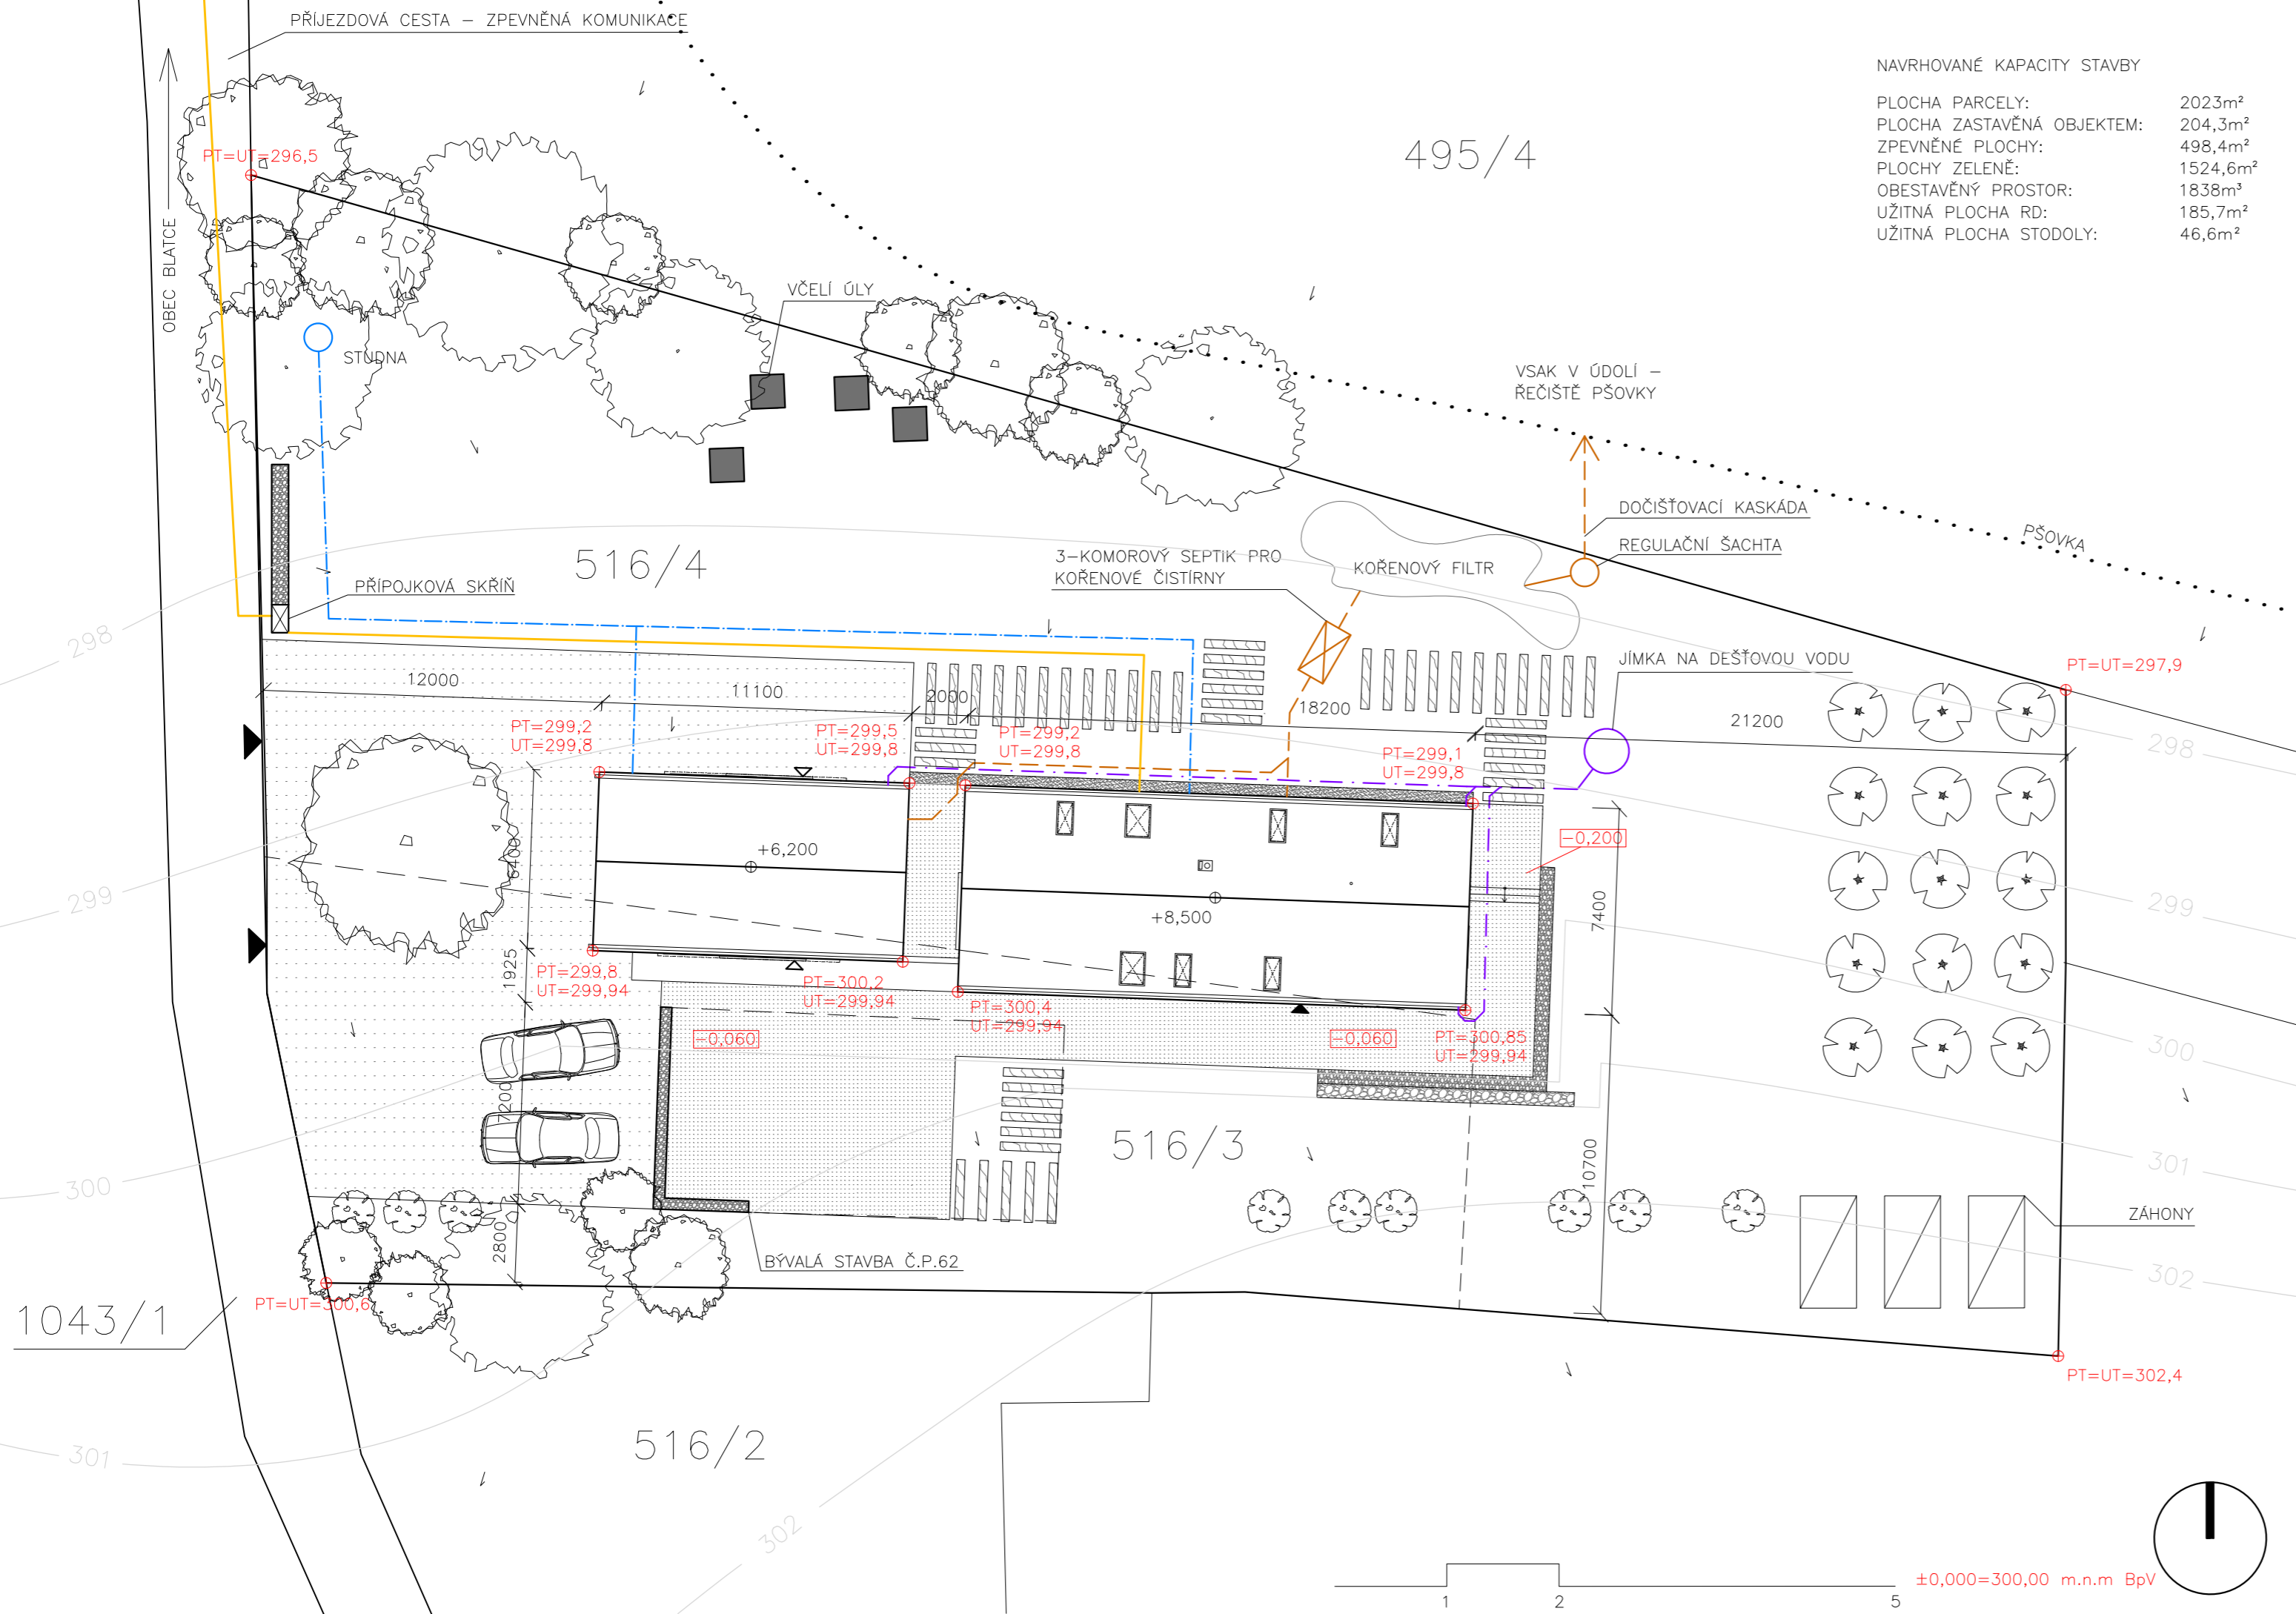 PŘÍJEZDOVÁ CESTA – ZPEVNĚNÁ KOMUNIKACE
NAVRHOVANÉ KAPACITY STAVBY
PLOCHA PARCELY: 2023m²
PLOCHA ZASTAVĚNÁ OBJEKTEM: 204,3m²
ZPEVNĚNÉ PLOCHY: 498,4m²
PLOCHY ZELENĚ: 1524,6m²
OBESTAVĚNÝ PROSTOR: 1838m³
UŽITNÁ PLOCHA RD: 185,7m²
UŽITNÁ PLOCHA STODOLY: 46,6m²
495/4
PT=UT=296,5
OBEC BLATCE
VČELÍ ÚLY
STUDNA
VSAK V ÚDOLÍ –
ŘEČIŠTĚ PŠOVKY
DOČIŠŤOVACÍ KASKÁDA
REGULAČNÍ ŠACHTA
PŠOVKA
516/4
3–KOMOROVÝ SEPTIK PRO
KOŘENOVÉ ČISTÍRNY
KOŘENOVÝ FILTR
PŘÍPOJKOVÁ SKŘÍŇ
298
JÍMKA NA DEŠŤOVOU VODU
PT=UT=297,9
12000
11100
2000
18200
21200
298
PT=299,2
UT=299,8
PT=299,5
UT=299,8
PT=299,2
UT=299,8
PT=299,1
UT=299,8
–0,200
+6,200
6400
299
+8,500
7400
299
1925
PT=299,8
UT=299,94
PT=300,2
UT=299,94
PT=300,4
UT=299,94
–0,060
–0,060
PT=300,85
UT=299,94
300
7200
516/3
10700
301
300
2800
ZÁHONY
BÝVALÁ STAVBA Č.P.62
302
PT=UT=300,6
1043/1
PT=UT=302,4
516/2
301
302
±0,000=300,00 m.n.m BpV
1
2
5